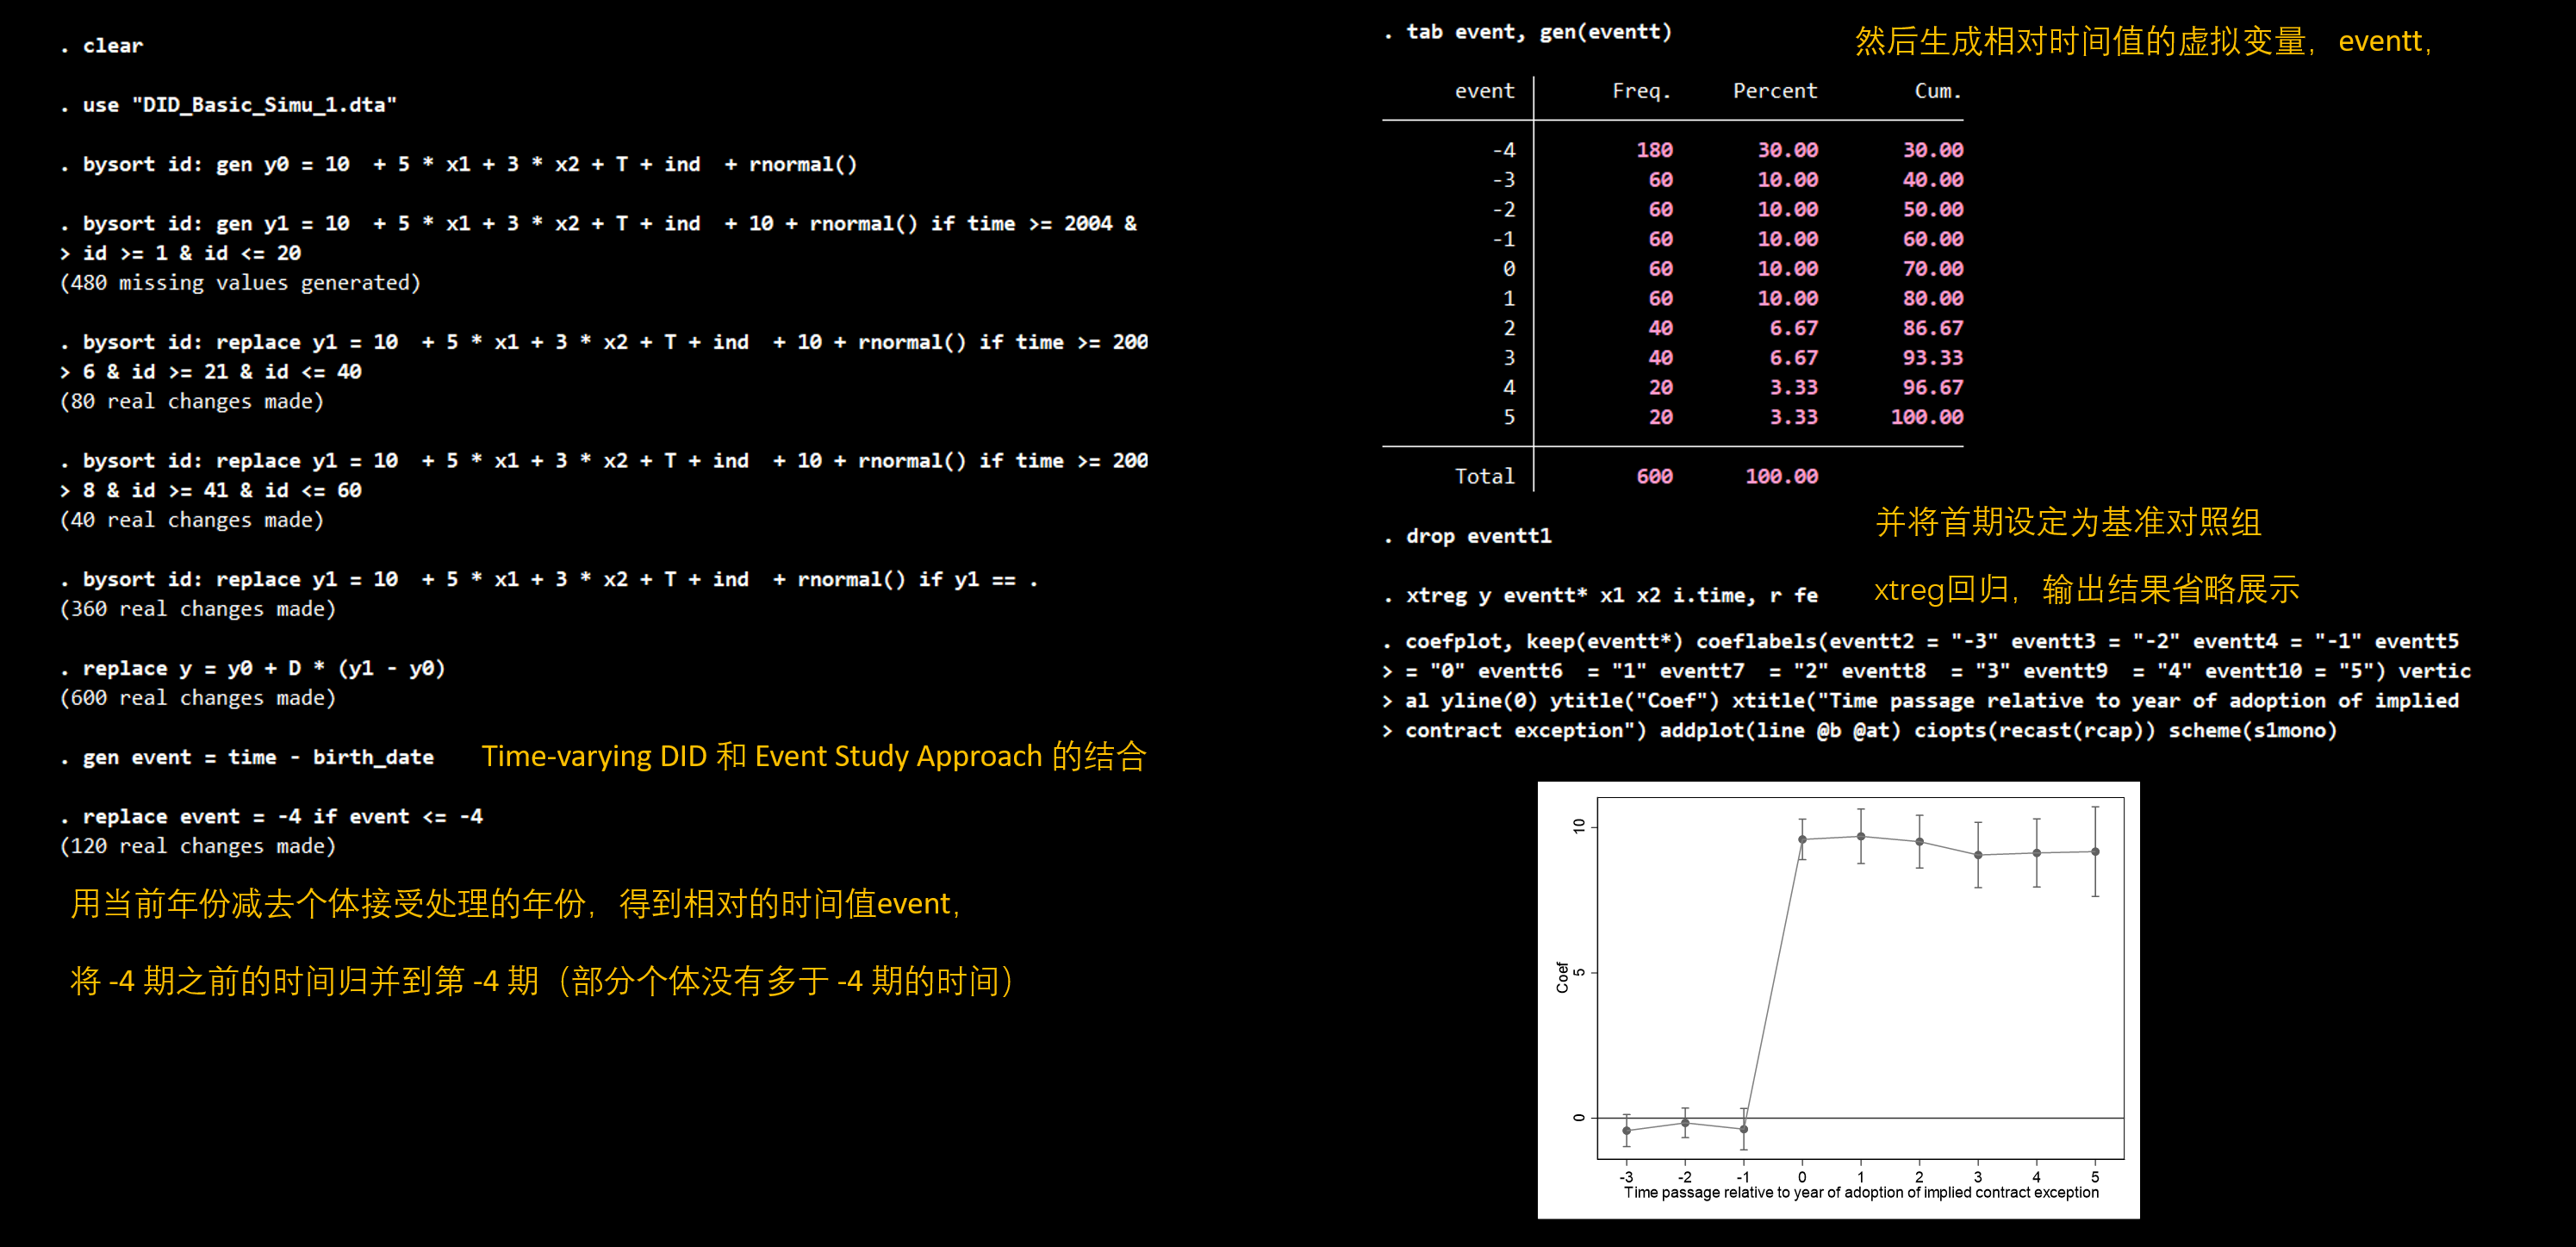 . clear
. use "DID_Basic_Simu_1.dta"
. bysort id: gen y0 = 10  + 5 * x1 + 3 * x2 + T + ind  + rnormal()
. bysort id: gen y1 = 10  + 5 * x1 + 3 * x2 + T + ind  + 10 + rnormal() if time >= 2004 &
> id >= 1 & id <= 20
(480 missing values generated)
. bysort id: replace y1 = 10  + 5 * x1 + 3 * x2 + T + ind  + 10 + rnormal() if time >= 200
> 6 & id >= 21 & id <= 40
(80 real changes made)
. bysort id: replace y1 = 10  + 5 * x1 + 3 * x2 + T + ind  + 10 + rnormal() if time >= 200
> 8 & id >= 41 & id <= 60
(40 real changes made)
. bysort id: replace y1 = 10  + 5 * x1 + 3 * x2 + T + ind  + rnormal() if y1 == .
(360 real changes made)
. replace y = y0 + D * (y1 - y0)
(600 real changes made)
. gen event = time - birth_date
Time-varying DID 和 Event Study Approach 的结合
. replace event = -4 if event <= -4
(120 real changes made)
用当前年份减去个体接受处理的年份，得到相对的时间值event，
将 -4 期之前的时间归并到第 -4 期（部分个体没有多于 -4 期的时间）
. tab event, gen(eventt)
然后生成相对时间值的虚拟变量，eventt，
event Freq. Percent Cum.
-4 180 30.00 30.00
-3 60 10.00 40.00
-2 60 10.00 50.00
-1 60 10.00 60.00
0 60 10.00 70.00
1 60 10.00 80.00
2 40 6.67 86.67
3 40 6.67 93.33
4 20 3.33 96.67
5 20 3.33 100.00
Total 600 100.00
. drop eventt1
并将首期设定为基准对照组
. xtreg y eventt* x1 x2 i.time, r fe
xtreg回归，输出结果省略展示
. coefplot, keep(eventt*) coeflabels(eventt2 = "-3" eventt3 = "-2" eventt4 = "-1" eventt5
> = "0" eventt6  = "1" eventt7  = "2" eventt8  = "3" eventt9  = "4" eventt10 = "5") vertic
> al yline(0) ytitle("Coef") xtitle("Time passage relative to year of adoption of implied
> contract exception") addplot(line @b @at) ciopts(recast(rcap)) scheme(s1mono)
10
5
0
Coef
-3 -2 -1 0 1 2 3 4 5
Time passage relative to year of adoption of implied contract exception